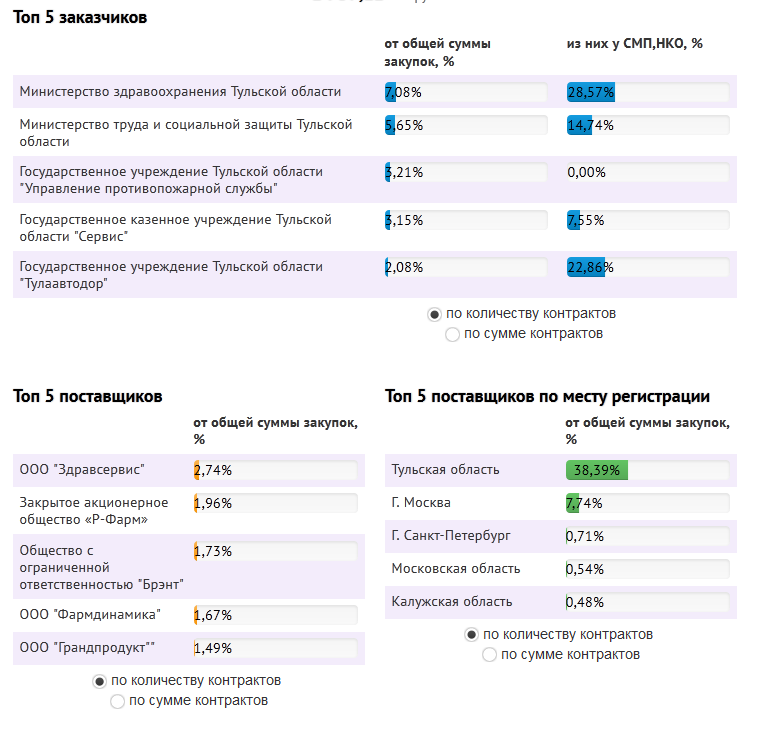 Топ 5 заказчиков
от общей суммы закупок, %
из них у СМП,НКО, %
Министерство здравоохранения Тульской области 7,08% 28,57%
Министерство труда и социальной защиты Тульской
области
5,65% 14,74%
Государственное учреждение Тульской области
"Управление противопожарной службы"
3,21% 0,00%
Государственное казенное учреждение Тульской
области "Сервис"
3,15% 7,55%
Государственное учреждение Тульской области
"Тулаавтодор"
2,08% 22,86%
по количеству контрактов
по сумме контрактов
Топ 5 поставщиков
от общей суммы закупок,
%
ООО "Здравсервис" 2,74%
Закрытое акционерное
общество «Р-Фарм»
1,96%
Общество с
ограниченной
ответственностью "Брэнт"
1,73%
ООО "Фармдинамика" 1,67%
ООО "Грандпродукт"" 1,49%
по количеству контрактов
по сумме контрактов
Топ 5 поставщиков по месту регистрации
от общей суммы закупок,
%
Тульская область 38,39%
Г. Москва 7,74%
Г. Санкт-Петербург 0,71%
Московская область 0,54%
Калужская область 0,48%
по количеству контрактов
по сумме контрактов